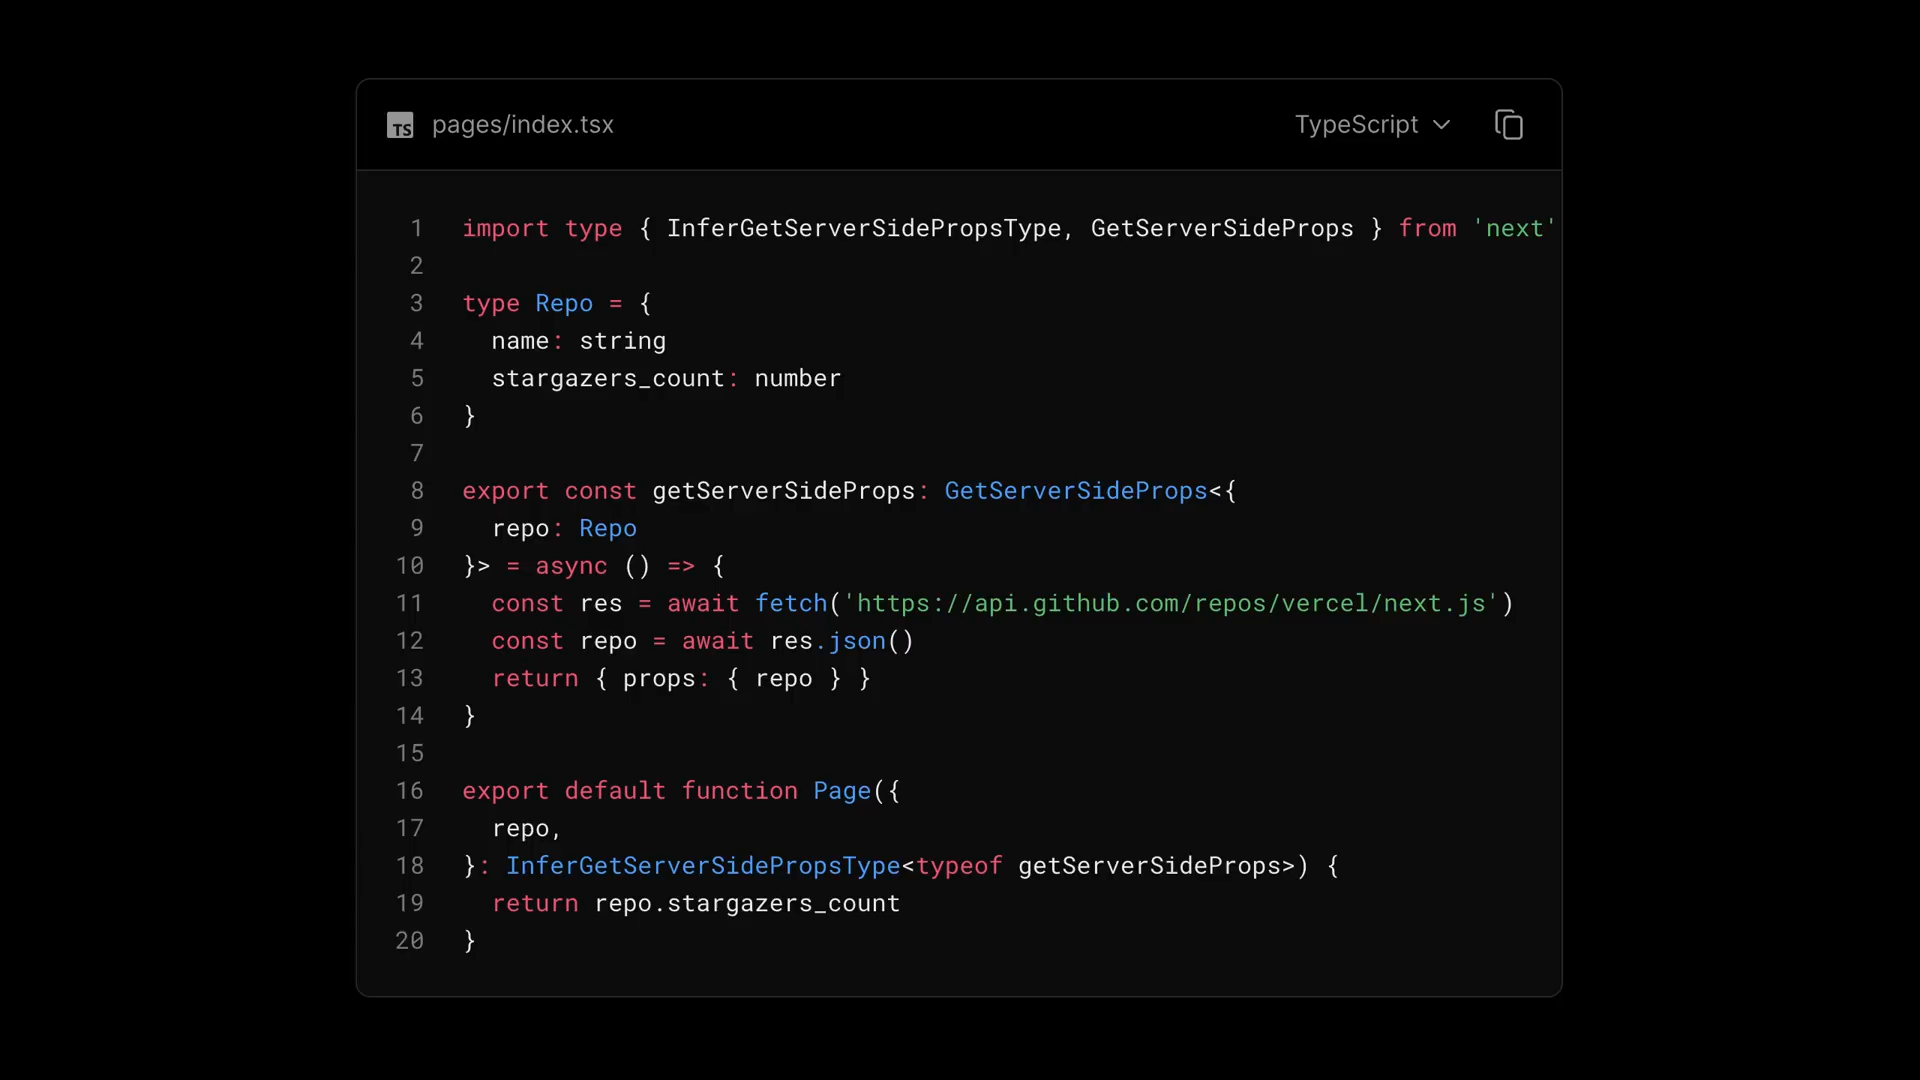 TS pages/index.tsx TypeScript
1 import type { InferGetServerSidePropsType, GetServerSideProps } from 'next'
2
3 type Repo = {
4   name: string
5   stargazers_count: number
6 }
7
8 export const getServerSideProps: GetServerSideProps<{
9   repo: Repo
10 }> = async () => {
11   const res = await fetch('https://api.github.com/repos/vercel/next.js')
12   const repo = await res.json()
13   return { props: { repo } }
14 }
15
16 export default function Page({
17   repo,
18 }: InferGetServerSidePropsType<typeof getServerSideProps>) {
19   return repo.stargazers_count
20 }